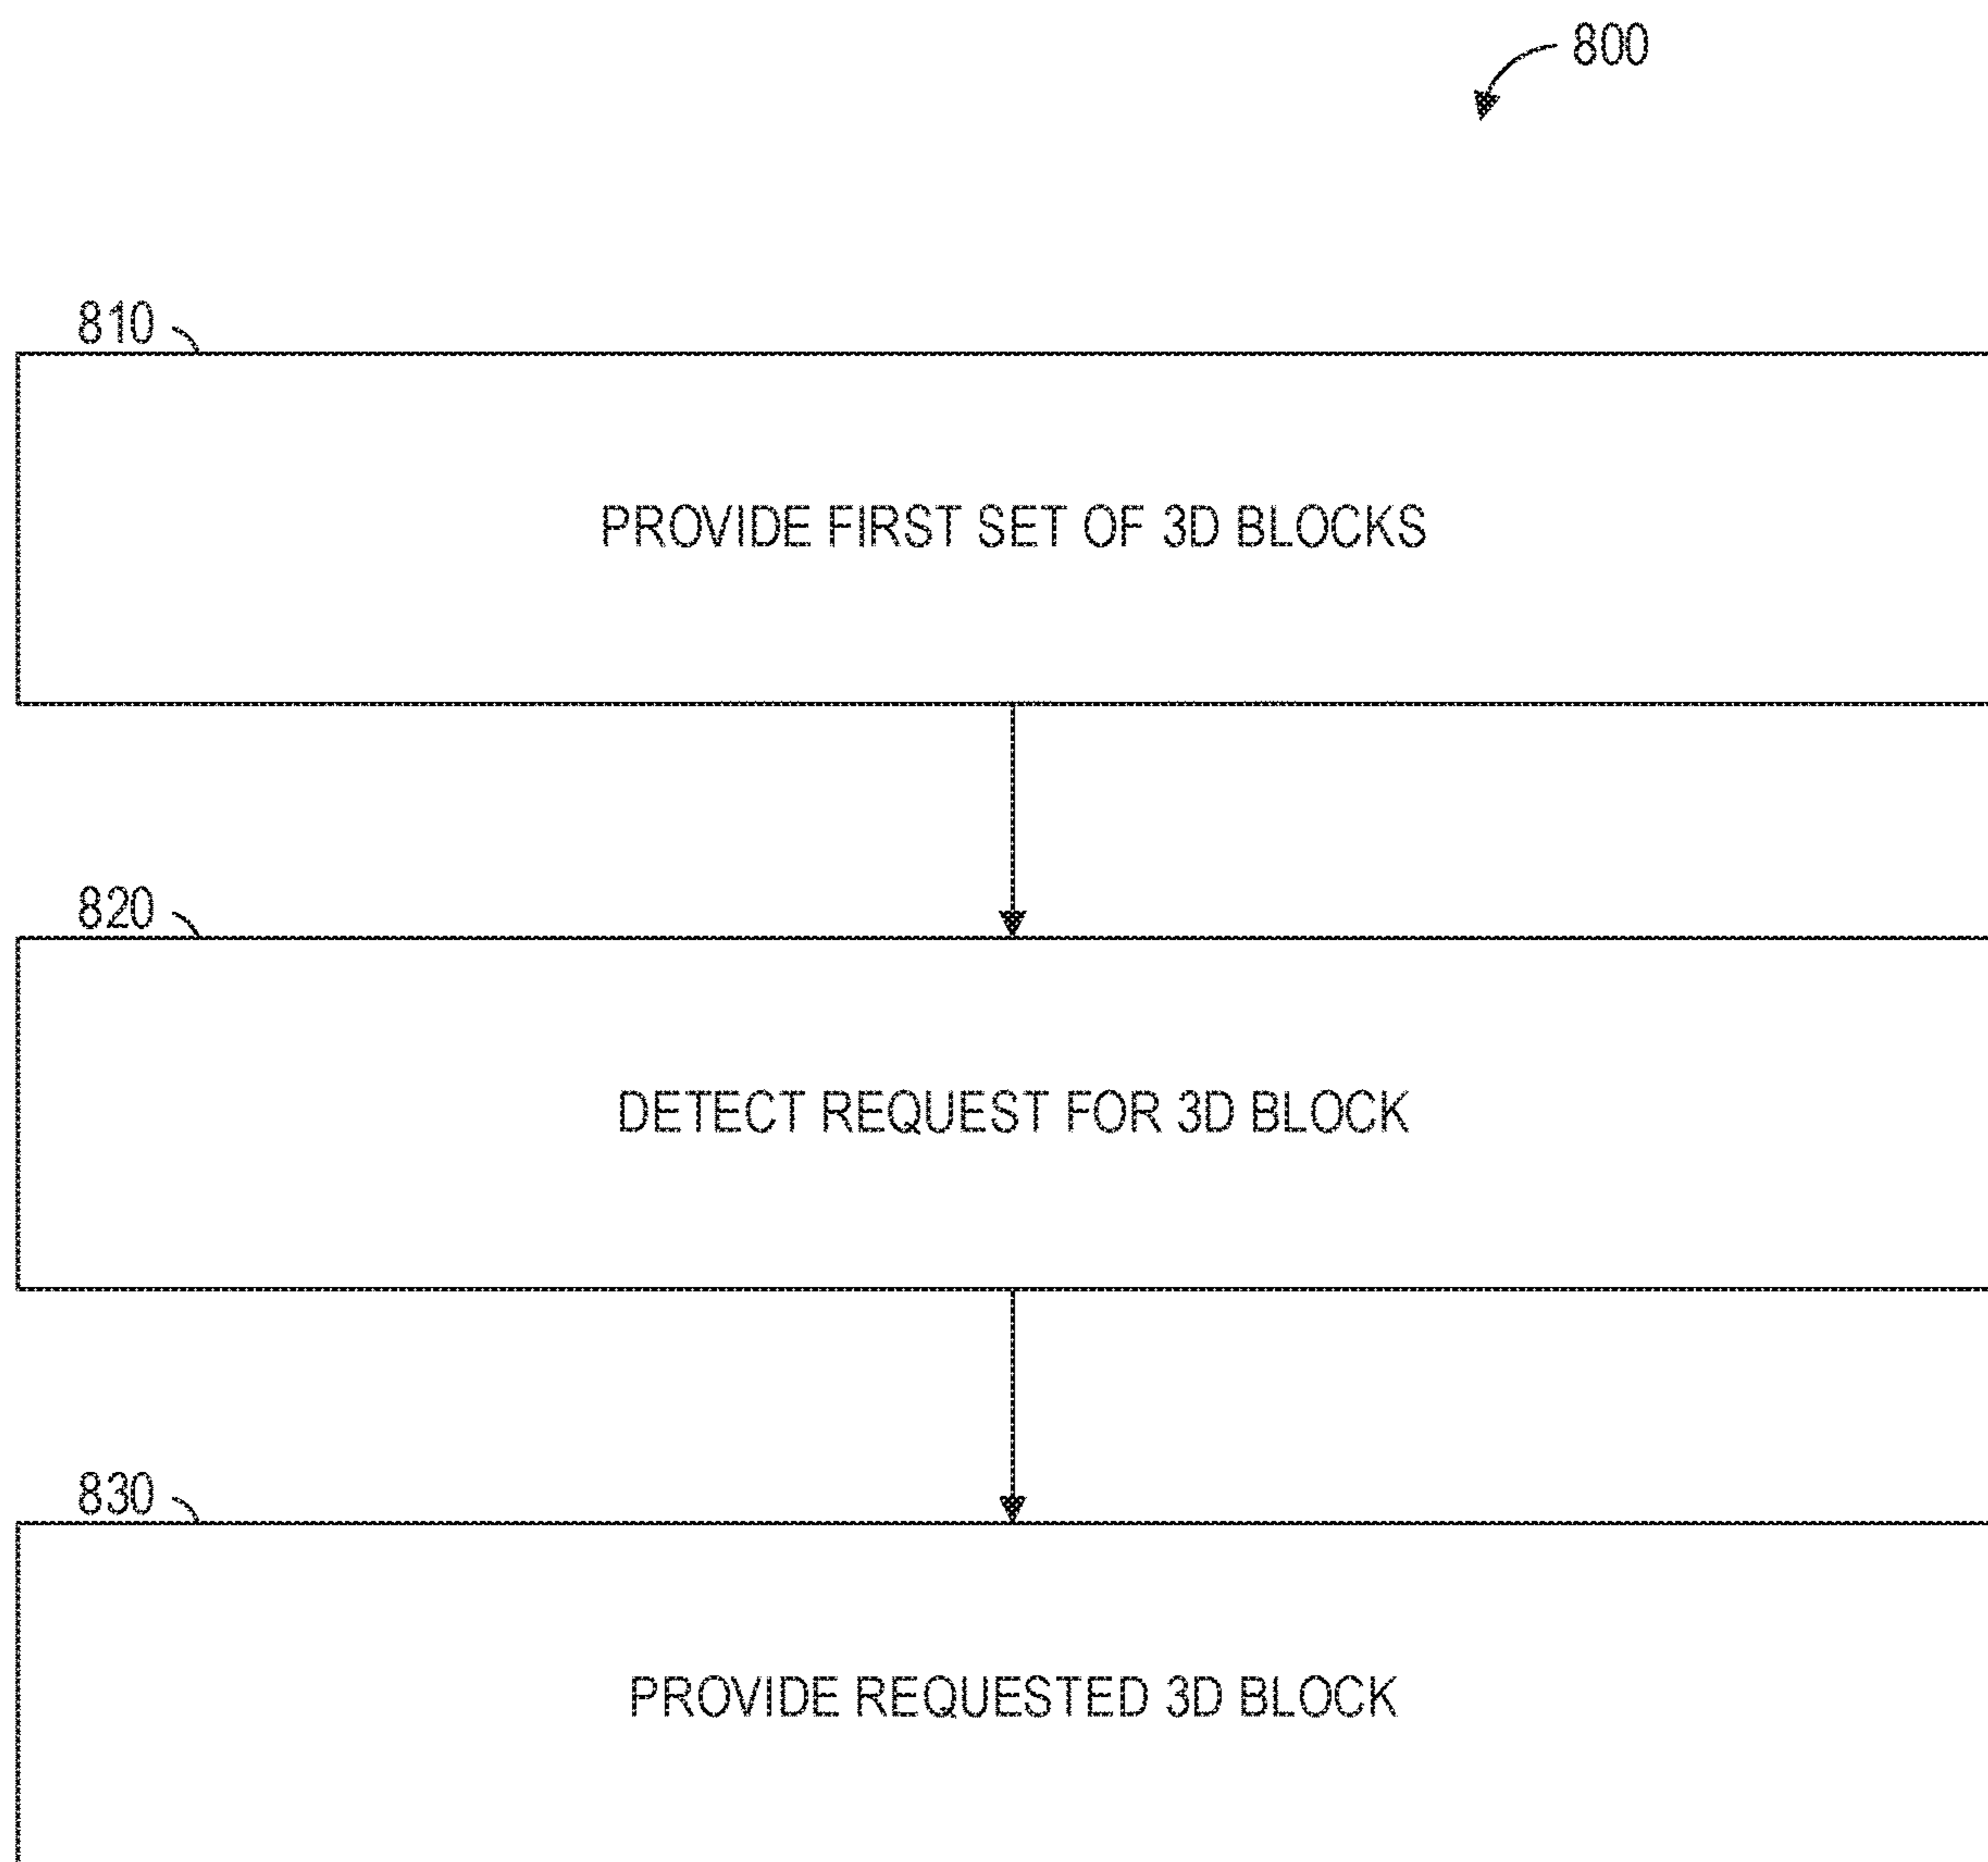 800
810
PROVIDE FIRST SET OF 3D BLOCKS
820
DETECT REQUEST FOR 3D BLOCK
830
PROVIDE REQUESTED 3D BLOCK